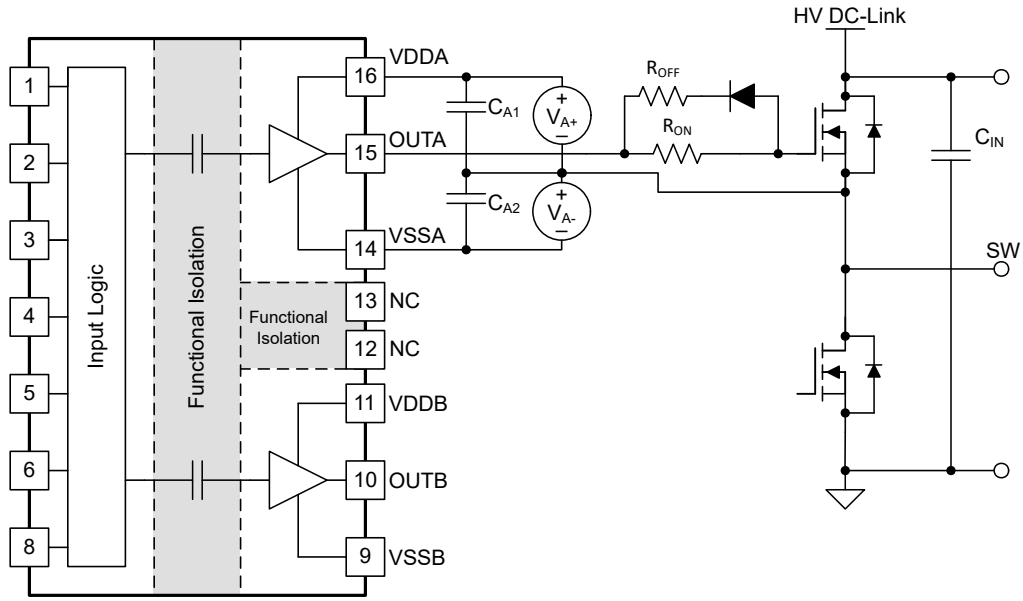 HV DC-Link
VDDA
1
16
R_OFF
C_A1
+
V_A+
–
OUTA
R_ON
2
15
C_IN
C_A2
+
V_A-
–
3
VSSA
14
SW
Input Logic
Functional Isolation
13
NC
4
Functional
Isolation
12
NC
5
11
VDDB
6
10
OUTB
8
9
VSSB